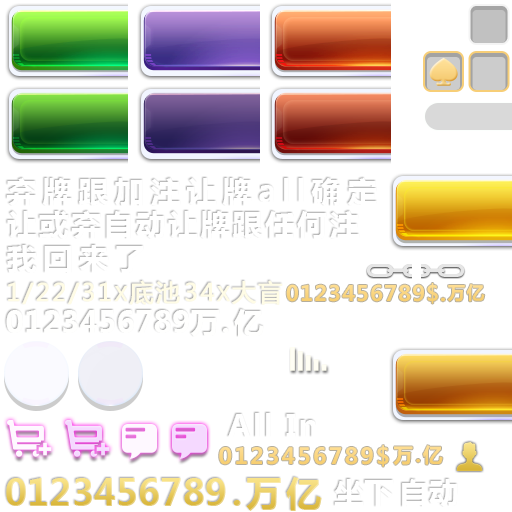 弃牌跟加注让牌all确定
让或弃自动让牌跟任何注
我回来了
1/22/31x底池34x大盲
0123456789$.万亿
0123456789万.亿
All In
0123456789$万.亿
0123456789.万亿
坐下自动